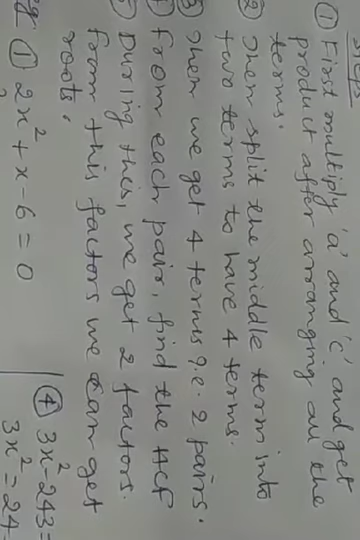 Steps
① First multiply 'a' and 'c' and get
product after arranging all the
terms.
② Then split the middle term into
two terms to have 4 terms.
③ Then we get 4 terms i.e. 2 pairs.
④ from each pair, find the HCF
⑤ During this, we get 2 factors.
from this factors we can get
roots.
eg ① 2x² + x - 6 = 0
④ 3x² - 243 =
3x² = 24